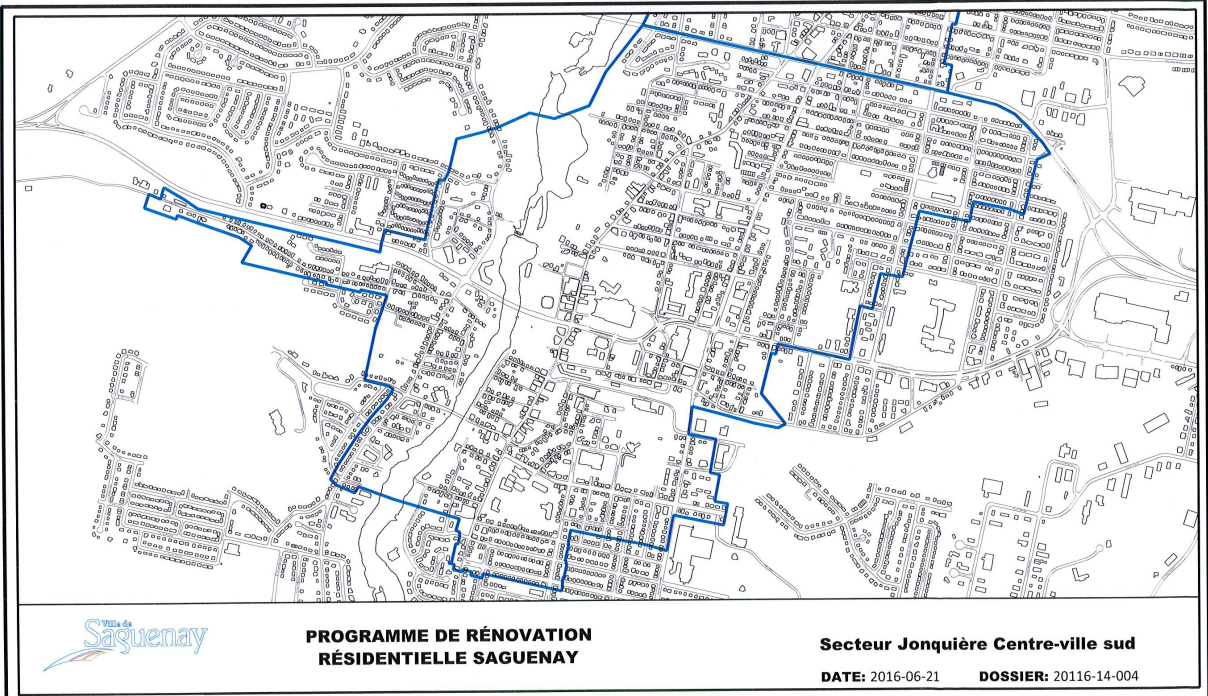 Ville de
Saguenay
PROGRAMME DE RÉNOVATION
RÉSIDENTIELLE SAGUENAY
Secteur Jonquière Centre-ville sud
DATE: 2016-06-21 DOSSIER: 20116-14-004